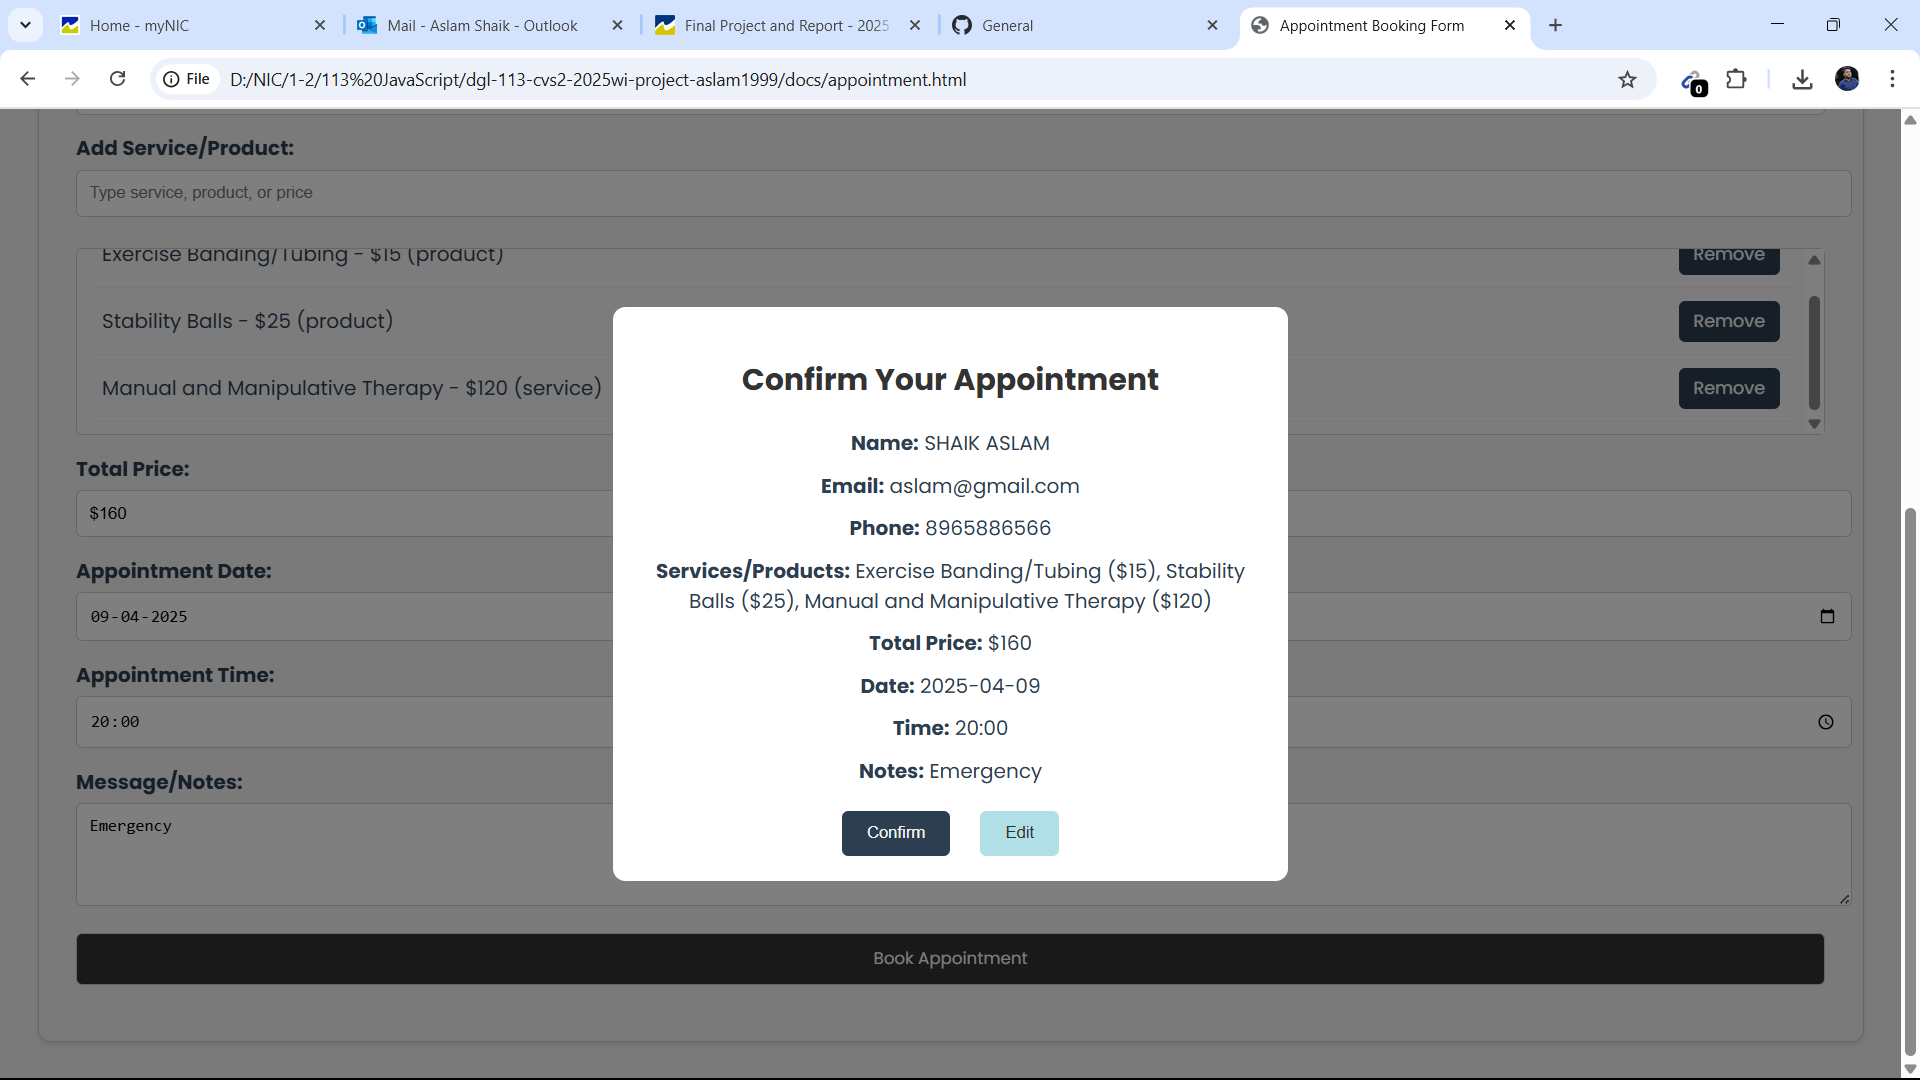 Home - myNIC
Mail - Aslam Shaik - Outlook
Final Project and Report - 2025
General
Appointment Booking Form
File
D:/NIC/1-2/113%20JavaScript/dgl-113-cvs2-2025wi-project-aslam1999/docs/appointment.html
0
Add Service/Product:
Type service, product, or price
Exercise Banding/Tubing - $15 (product)
Remove
Stability Balls - $25 (product)
Remove
Manual and Manipulative Therapy - $120 (service)
Remove
Total Price:
$160
Appointment Date:
09-04-2025
Appointment Time:
20:00
Message/Notes:
Emergency
Book Appointment
Confirm Your Appointment
Name: SHAIK ASLAM
Email: aslam@gmail.com
Phone: 8965886566
Services/Products: Exercise Banding/Tubing ($15), Stability
Balls ($25), Manual and Manipulative Therapy ($120)
Total Price: $160
Date: 2025-04-09
Time: 20:00
Notes: Emergency
Confirm
Edit